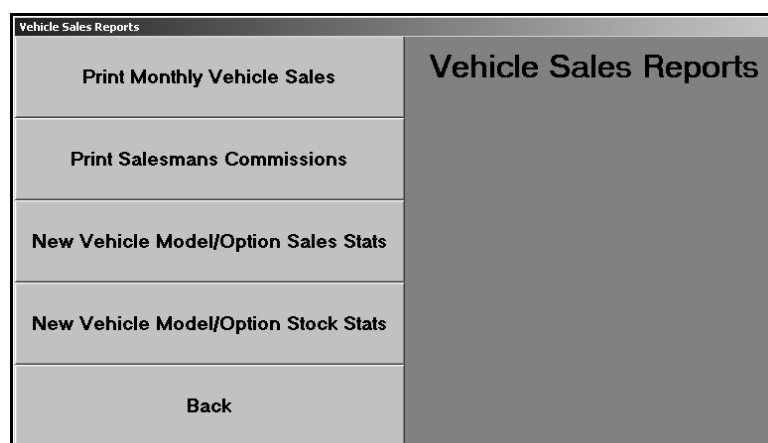 Vehicle Sales Reports
Print Monthly Vehicle Sales
Vehicle Sales Reports
Print Salesmans Commissions
New Vehicle Model/Option Sales Stats
New Vehicle Model/Option Stock Stats
Back